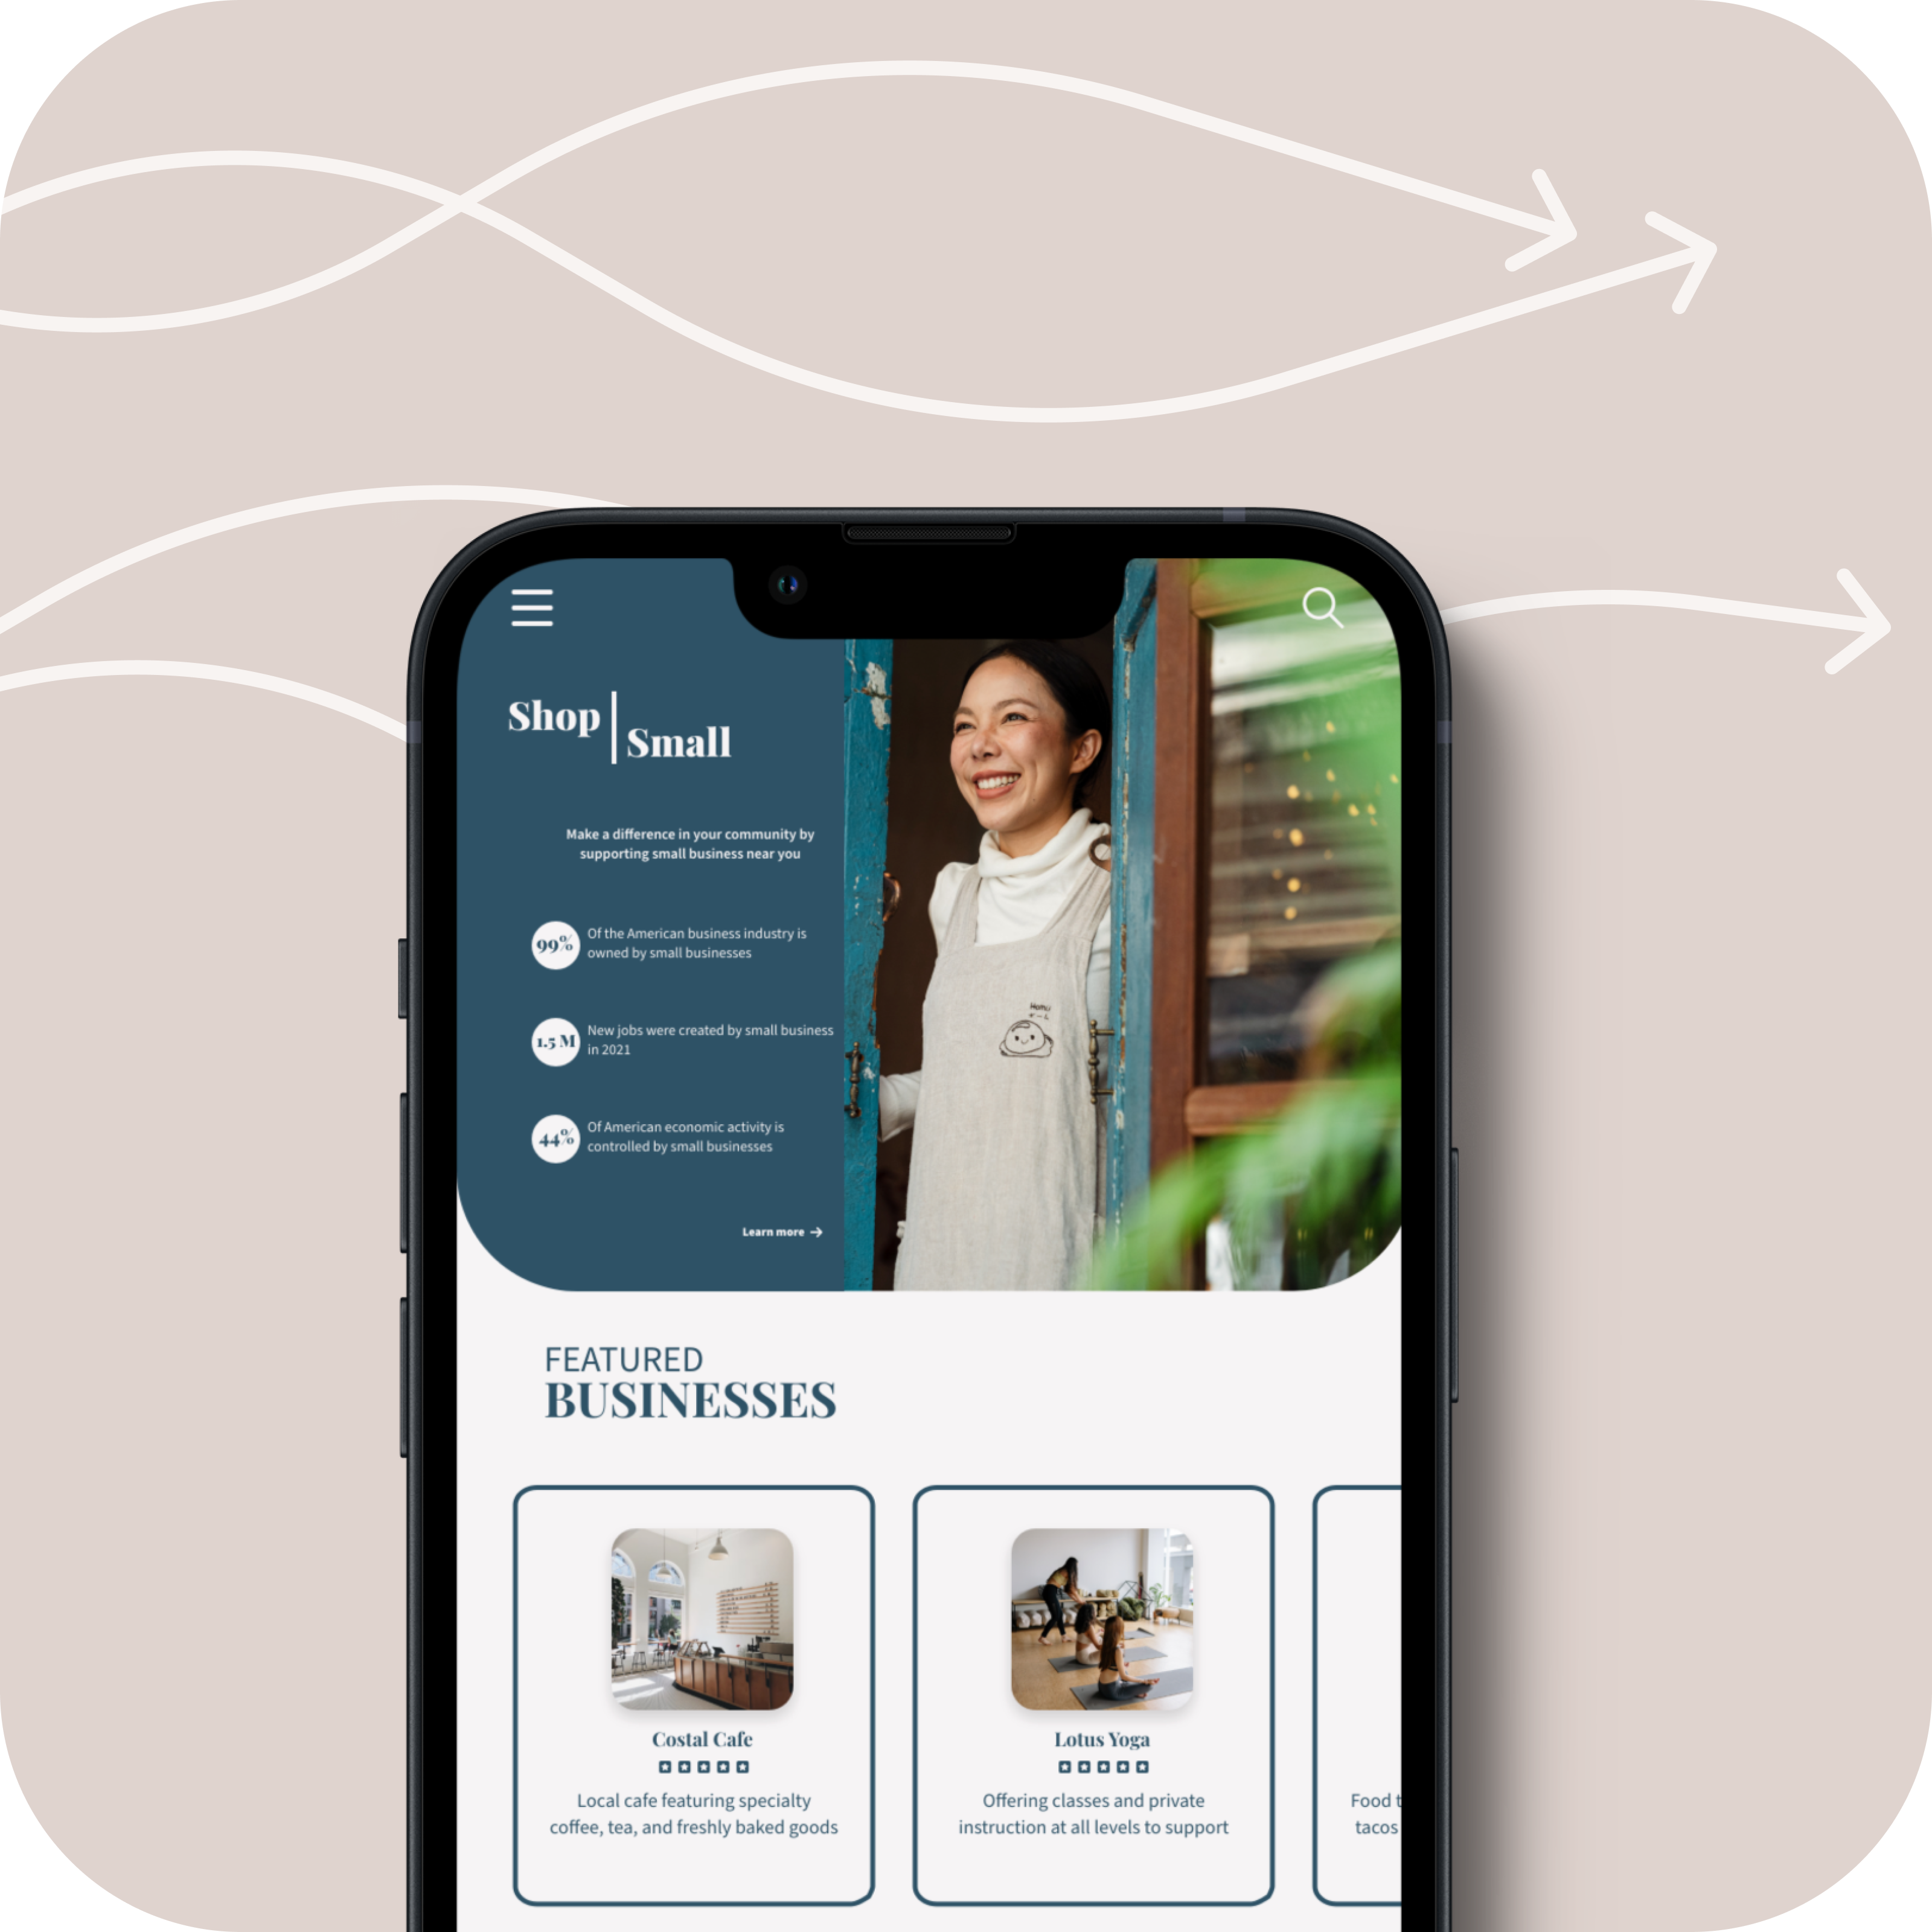 Shop
Small
Make a difference in your community by
supporting small business near you
99%
Of the American business industry is
owned by small businesses
1.5 M
New jobs were created by small business
in 2021
44%
Of American economic activity is
controlled by small businesses
Learn more →
FEATURED
BUSINESSES
Costal Cafe
Local cafe featuring specialty
coffee, tea, and freshly baked goods
Lotus Yoga
Offering classes and private
instruction at all levels to support
Food
tacos